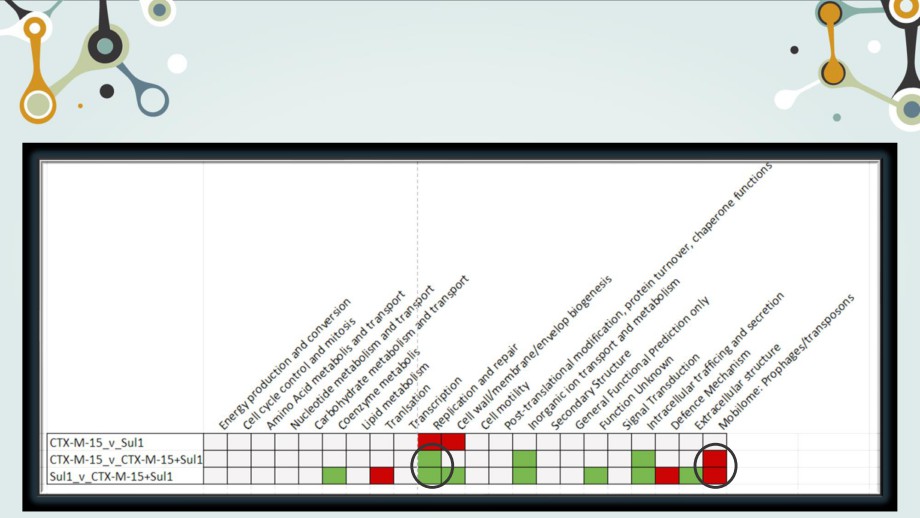 Energy production and conversion
Cell cycle control and mitosis
Amino Acid metabolis and transport
Nucleotide metabolism and transport
Carbohydrate metabolism and transport
Coenzyme metabolis
Lipid metabolism
Tranlsation
Transcription
Replication and repair
Cell wall/membrane/envelop biogenesis
Cell motility
Post-translational modification, protein turnover, chaperone functions
Inorganic ion transport and metabolism
Secondary Structure
General Functional Prediction only
Function Unknown
Signal Transduction
Intracellular trafficing and secretion
Defence Mechanism
Extracellular structure
Mobilome: Prophages/transposons
CTX-M-15_v_Sul1
CTX-M-15_v_CTX-M-15+Sul1
Sul1_v_CTX-M-15+Sul1